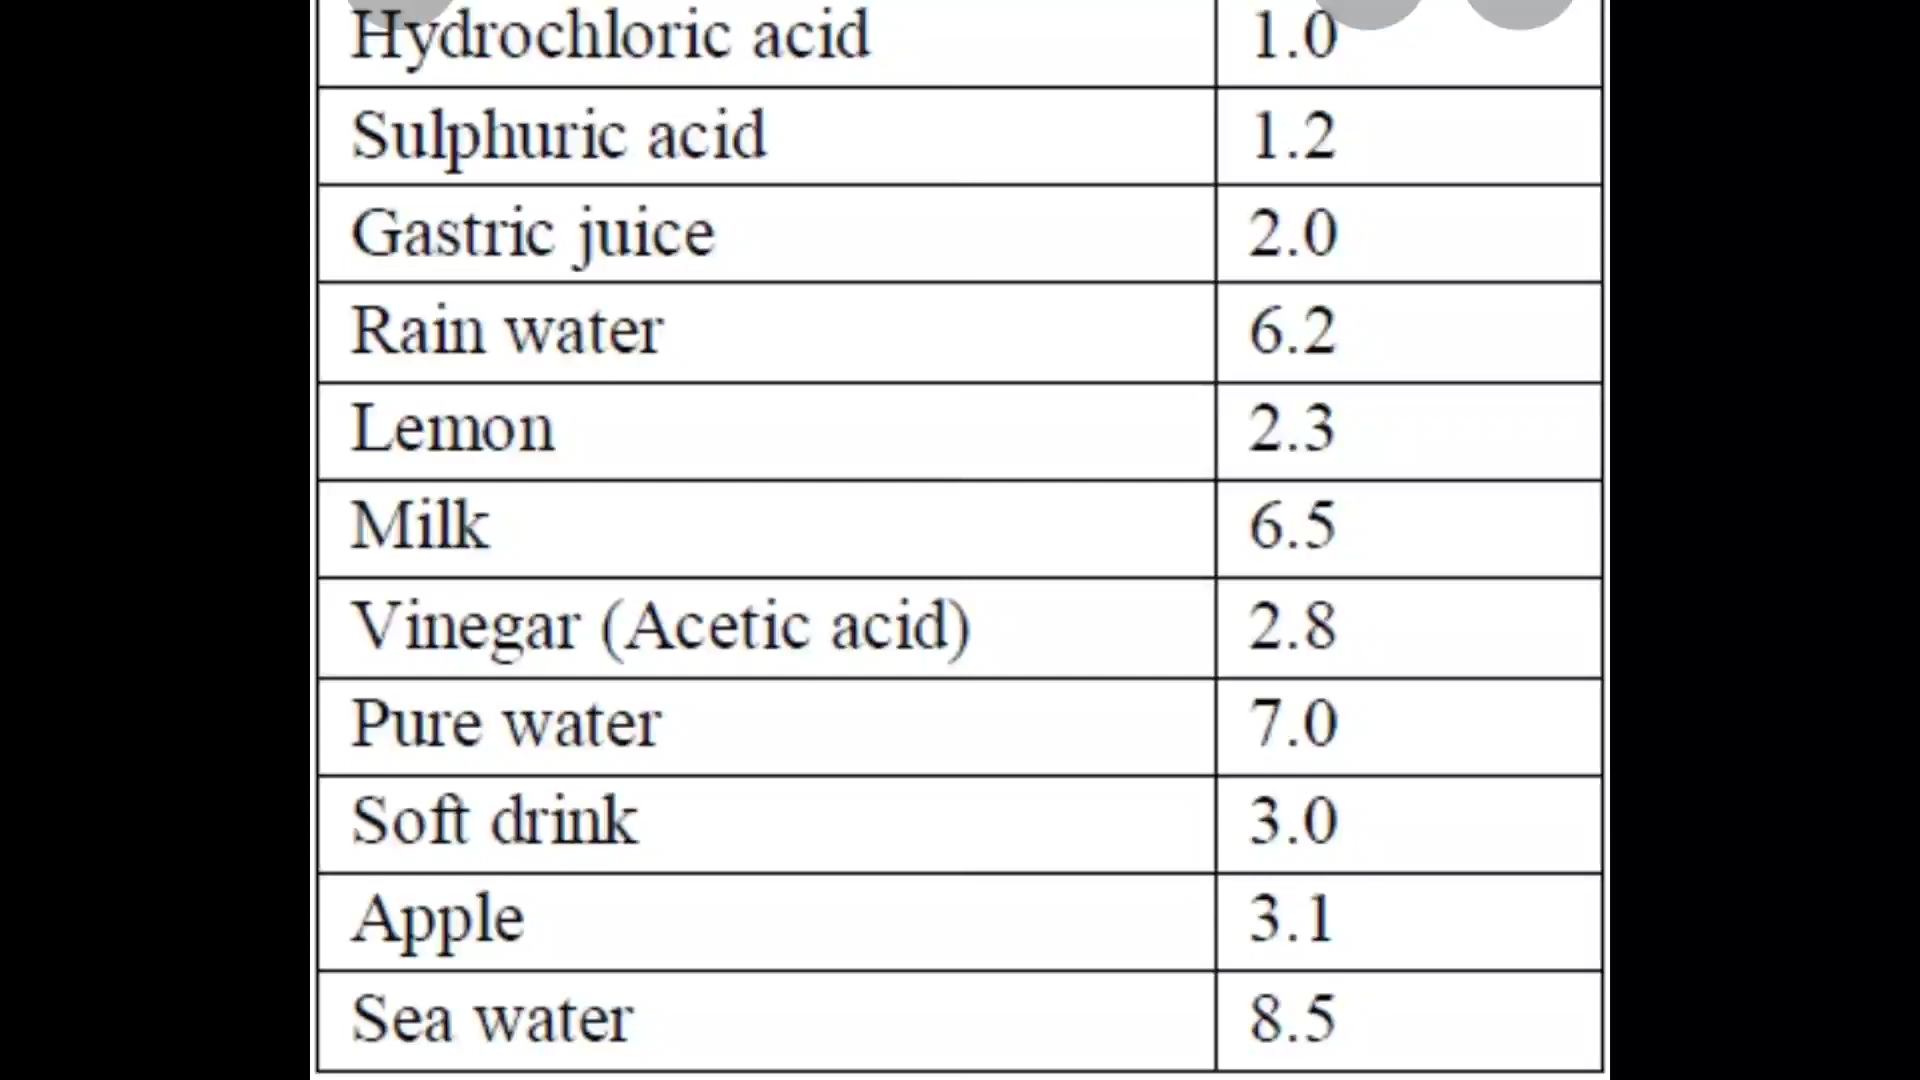 Hydrochloric acid 1.0
Sulphuric acid 1.2
Gastric juice 2.0
Rain water 6.2
Lemon 2.3
Milk 6.5
Vinegar (Acetic acid) 2.8
Pure water 7.0
Soft drink 3.0
Apple 3.1
Sea water 8.5